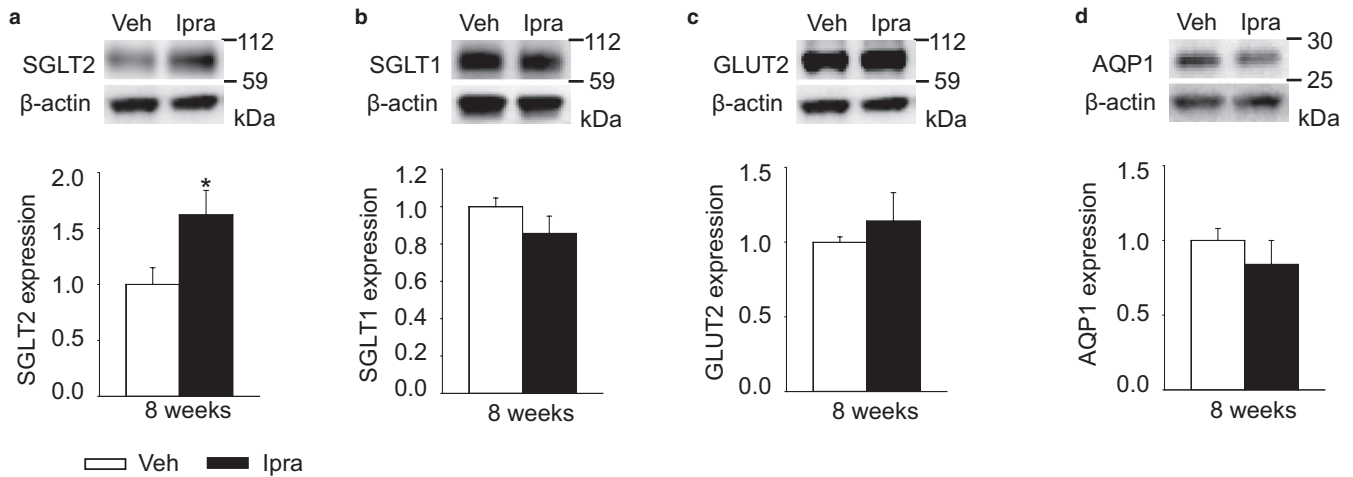 a
Veh Ipra
112
SGLT2
59
β-actin
kDa
SGLT2 expression
2.0
1.5
1.0
0.5
0.0
*
8 weeks
b
Veh Ipra
112
SGLT1
59
β-actin
kDa
SGLT1 expression
1.2
1.0
0.8
0.6
0.4
0.2
0.0
8 weeks
c
Veh Ipra
112
GLUT2
59
β-actin
kDa
GLUT2 expression
1.5
1.0
0.5
0.0
8 weeks
d
Veh Ipra
30
AQP1
25
β-actin
kDa
AQP1 expression
1.5
1.0
0.5
0.0
8 weeks
Veh Ipra